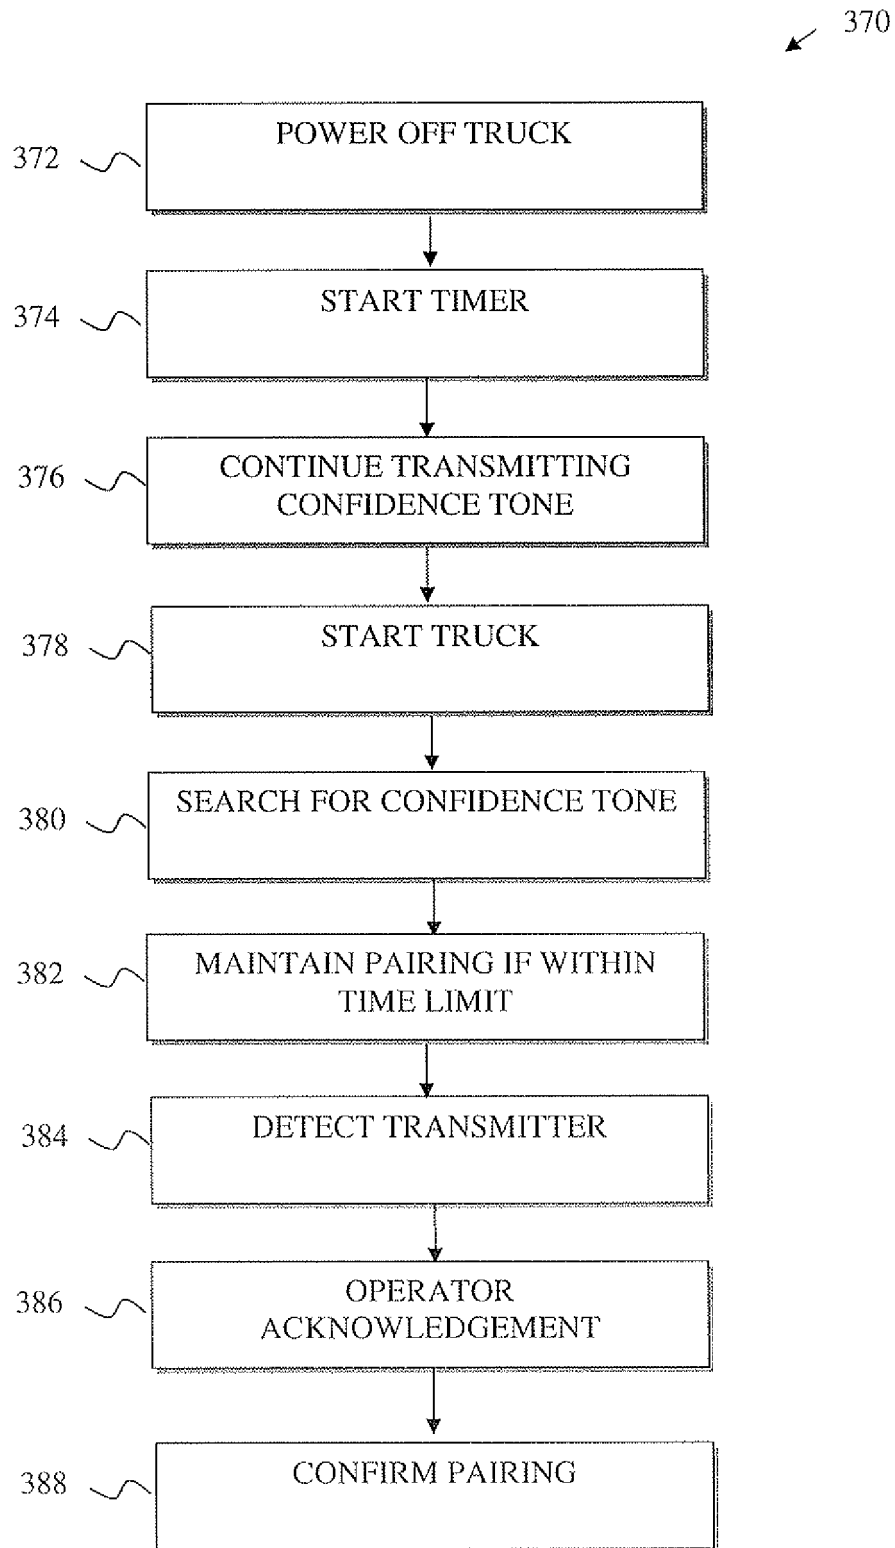 370
372
POWER OFF TRUCK
374
START TIMER
376
CONTINUE TRANSMITTING
CONFIDENCE TONE
378
START TRUCK
380
SEARCH FOR CONFIDENCE TONE
382
MAINTAIN PAIRING IF WITHIN
TIME LIMIT
384
DETECT TRANSMITTER
386
OPERATOR
ACKNOWLEDGEMENT
388
CONFIRM PAIRING